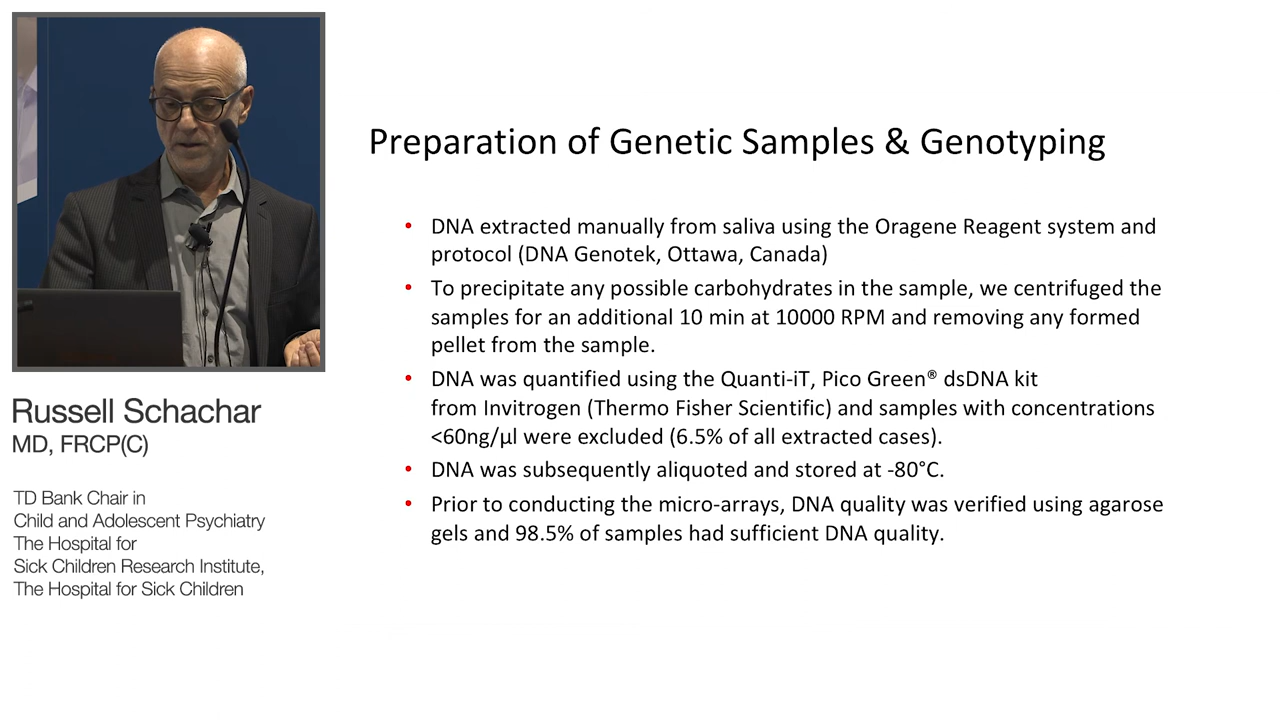 Preparation of Genetic Samples & Genotyping
• DNA extracted manually from saliva using the Oragene Reagent system and
protocol (DNA Genotek, Ottawa, Canada)
• To precipitate any possible carbohydrates in the sample, we centrifuged the
samples for an additional 10 min at 10000 RPM and removing any formed
pellet from the sample.
• DNA was quantified using the Quanti-iT, Pico Green® dsDNA kit
from Invitrogen (Thermo Fisher Scientific) and samples with concentrations
<60ng/μl were excluded (6.5% of all extracted cases).
• DNA was subsequently aliquoted and stored at -80°C.
• Prior to conducting the micro-arrays, DNA quality was verified using agarose
gels and 98.5% of samples had sufficient DNA quality.
Russell Schachar
MD, FRCP(C)
TD Bank Chair in
Child and Adolescent Psychiatry
The Hospital for
Sick Children Research Institute,
The Hospital for Sick Children